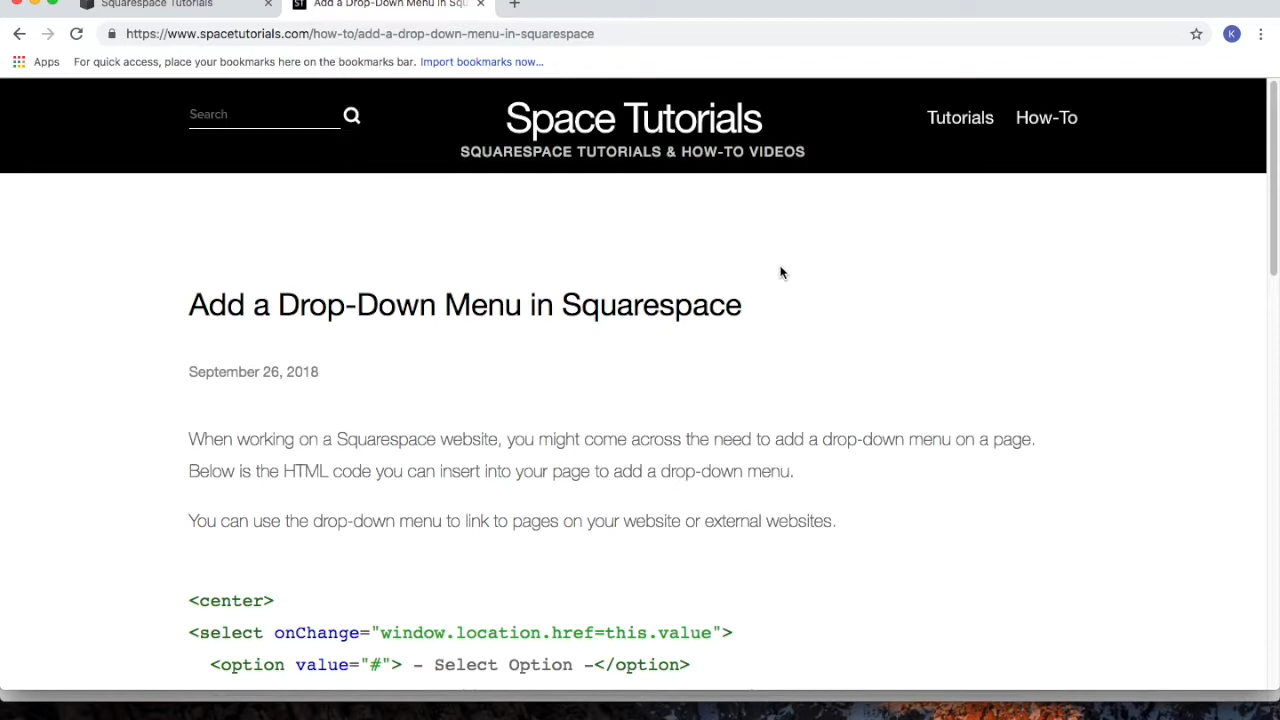 Squarespace Tutorials
Add a Drop-Down Menu in Squ
https://www.spacetutorials.com/how-to/add-a-drop-down-menu-in-squarespace
K
Apps For quick access, place your bookmarks here on the bookmarks bar. Import bookmarks now...
Search
Space Tutorials
SQUARESPACE TUTORIALS & HOW-TO VIDEOS
Tutorials How-To
Add a Drop-Down Menu in Squarespace
September 26, 2018
When working on a Squarespace website, you might come across the need to add a drop-down menu on a page.
Below is the HTML code you can insert into your page to add a drop-down menu.
You can use the drop-down menu to link to pages on your website or external websites.
<center>
<select onChange="window.location.href=this.value">
<option value="#"> - Select Option -</option>